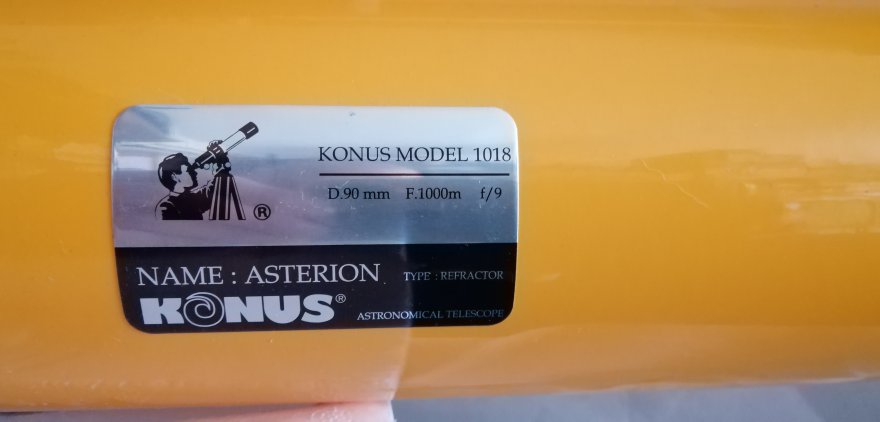 KONUS MODEL 1018
D.90 mm F.1000m f/9
®
NAME : ASTERION TYPE : REFRACTOR
KONUS®
ASTRONOMICAL TELESCOPE